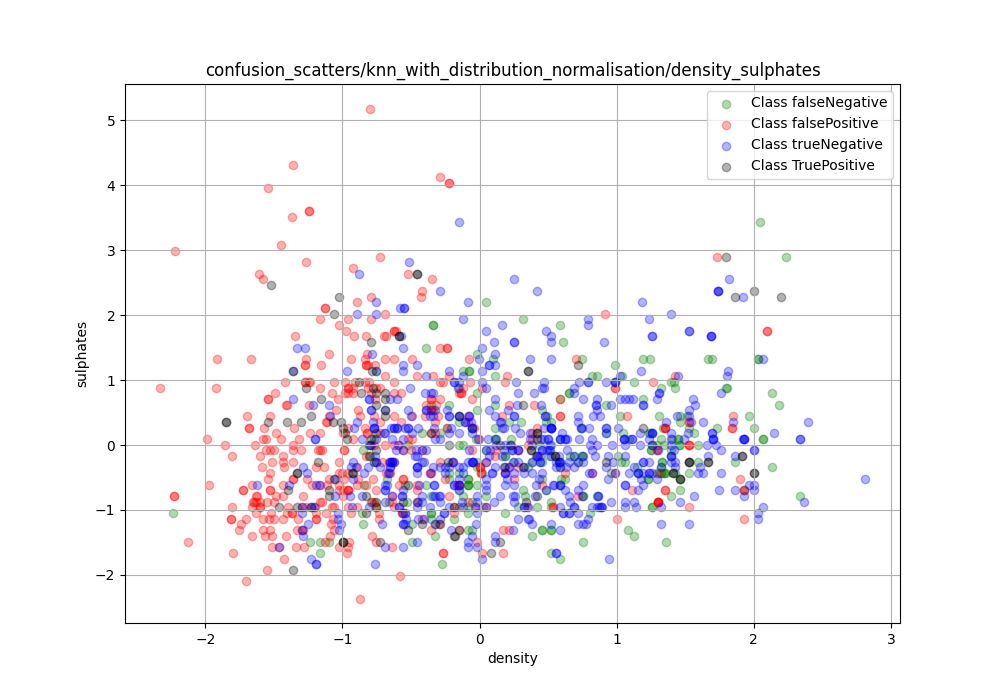 confusion_scatters/knn_with_distribution_normalisation/density_sulphates
Class falseNegative
Class falsePositive
Class trueNegative
Class TruePositive
5
4
3
2
1
0
−1
−2
sulphates
−2 −1 0 1 2 3
density